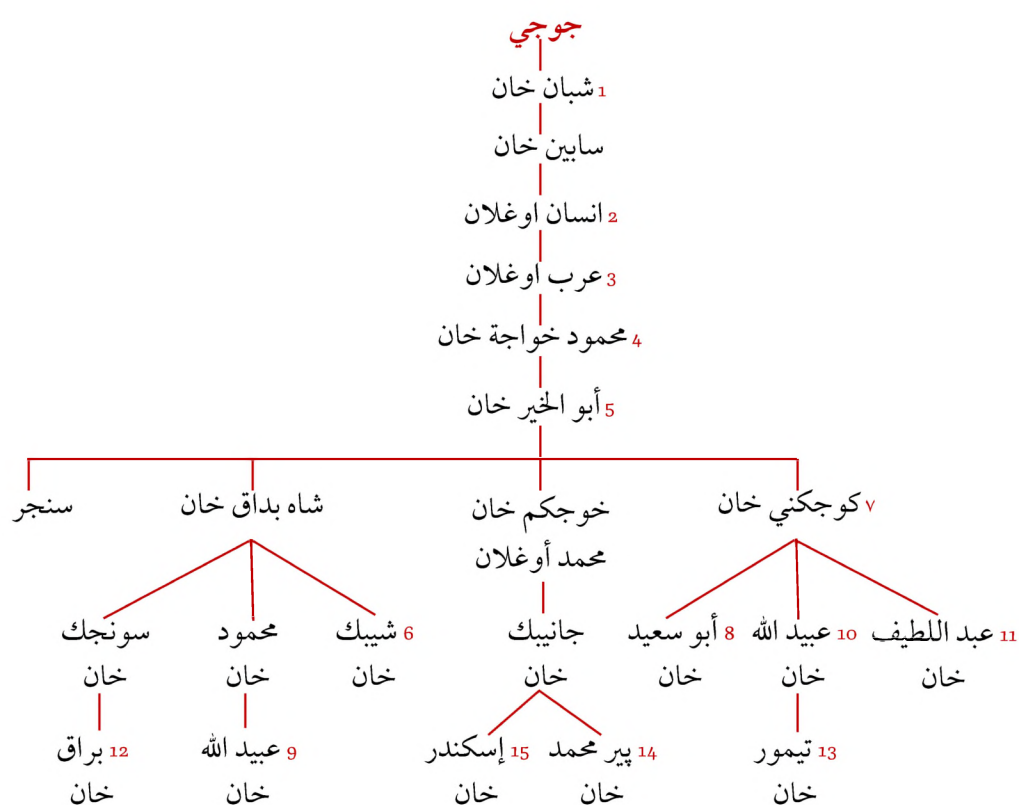 جوجي
1 شبان خان
سابين خان
2 انسان اوغلان
3 عرب اوغلان
4 محمود خواجة خان
5 أبو الخير خان
7 كوجكني خان
خوجكم خان
محمد أوغلان
شاه بداق خان
سنجر
11 عبد اللطيف
خان
10 عبيد الله
خان
8 أبو سعيد
خان
جانيبك
خان
6 شيبك
خان
محمود
خان
سونجك
خان
13 تيمور
خان
14 پير محمد
خان
15 إسكندر
خان
9 عبيد الله
خان
12 براق
خان